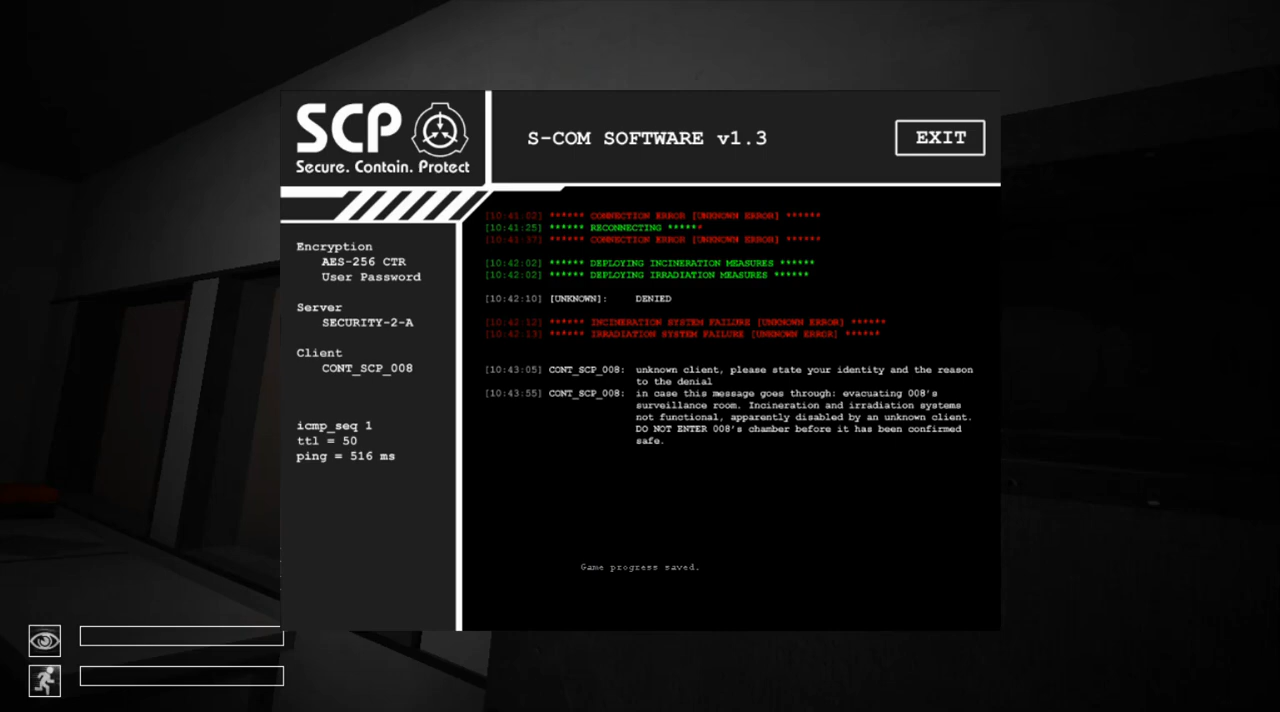 SCP
Secure. Contain. Protect
S-COM SOFTWARE v1.3
EXIT
Encryption
AES-256 CTR
User Password
Server
SECURITY-2-A
Client
CONT_SCP_008
icmp_seq 1
ttl = 50
ping = 516 ms
[10:41:02] ****** CONNECTION ERROR [UNKNOWN ERROR] ******
[10:41:25] ****** RECONNECTING ******
[10:41:37] ****** CONNECTION ERROR [UNKNOWN ERROR] ******
[10:42:02] ****** DEPLOYING INCINERATION MEASURES ******
[10:42:02] ****** DEPLOYING IRRADIATION MEASURES ******
[10:42:10] [UNKNOWN]: DENIED
[10:42:12] ****** INCINERATION SYSTEM FAILURE [UNKNOWN ERROR] ******
[10:42:13] ****** IRRADIATION SYSTEM FAILURE [UNKNOWN ERROR] ******
[10:43:05] CONT_SCP_008: unknown client, please state your identity and the reason
to the denial
[10:43:55] CONT_SCP_008: in case this message goes through: evacuating 008's
surveillance room. Incineration and irradiation systems
not functional, apparently disabled by an unknown client.
DO NOT ENTER 008's chamber before it has been confirmed
safe.
Game progress saved.